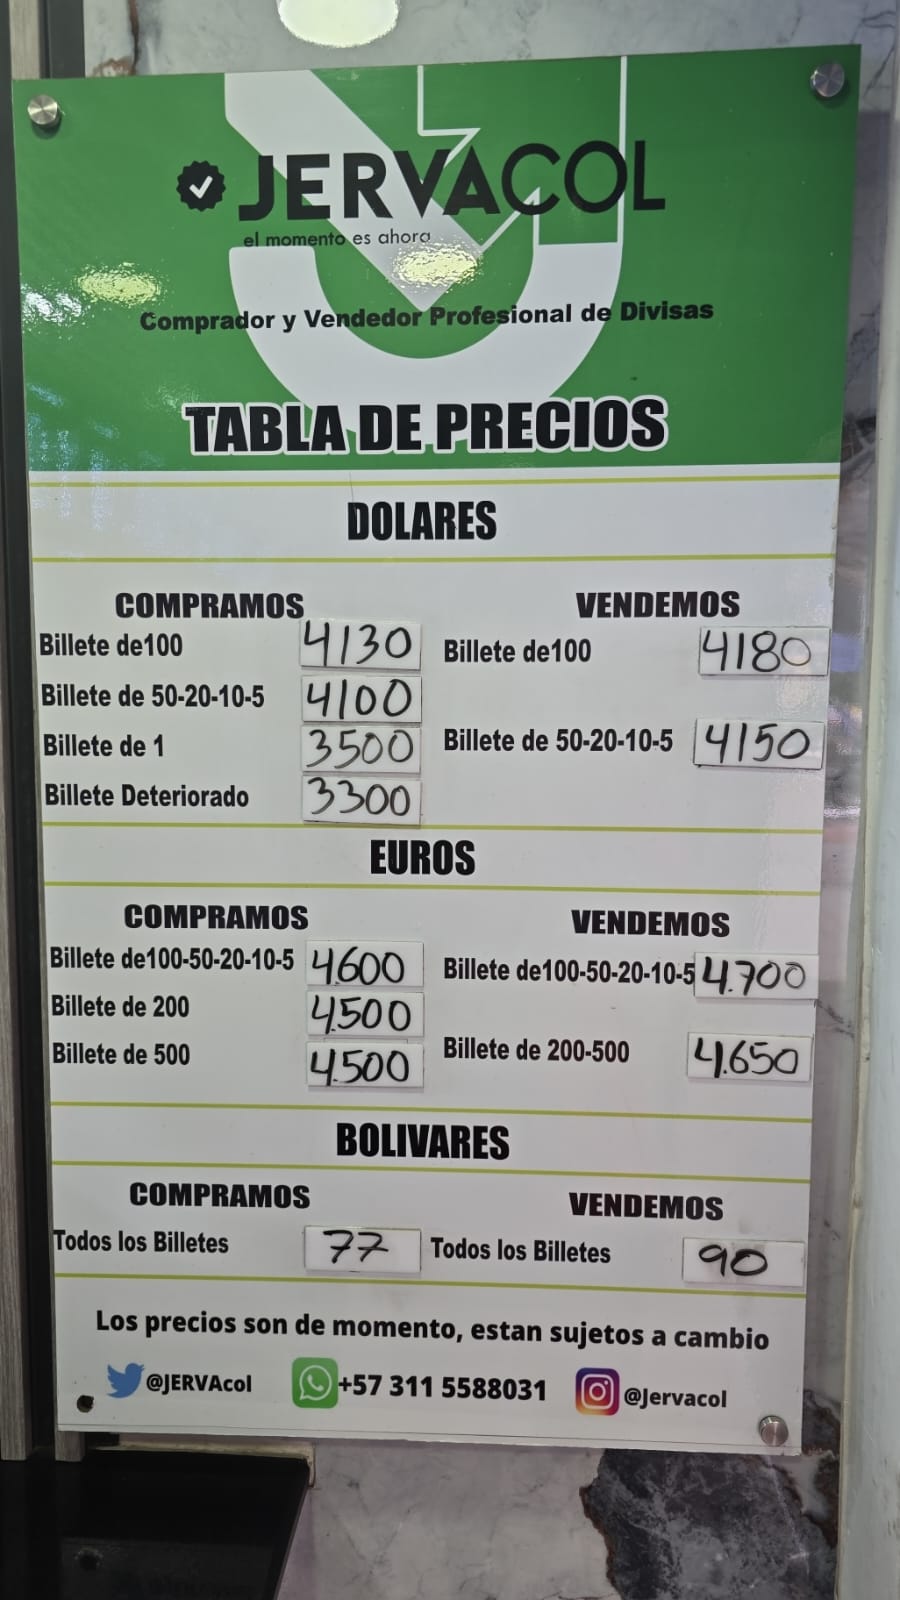 JERVACOL
el momento es ahora
Comprador y Vendedor Profesional de Divisas
TABLA DE PRECIOS
DOLARES
COMPRAMOS
Billete de100 4130
Billete de 50-20-10-5 4100
Billete de 1 3500
Billete Deteriorado 3300
VENDEMOS
Billete de100 4180
Billete de 50-20-10-5 4150
EUROS
COMPRAMOS
Billete de100-50-20-10-5 4.600
Billete de 200 4.500
Billete de 500 4.500
VENDEMOS
Billete de100-50-20-10-5 4.700
Billete de 200-500 4.650
BOLIVARES
COMPRAMOS
Todos los Billetes 77
VENDEMOS
Todos los Billetes 90
Los precios son de momento, estan sujetos a cambio
@JERVAcol +57 311 5588031 @Jervacol